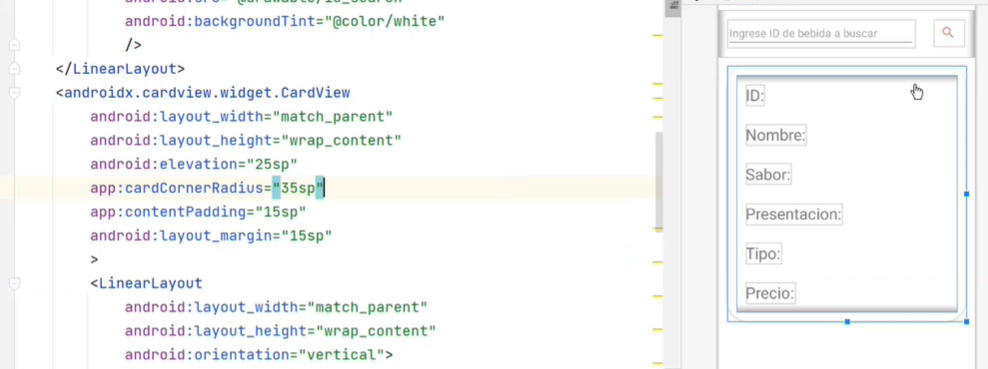 android:backgroundTint="@color/white"
/>
</LinearLayout>
<androidx.cardview.widget.CardView
android:layout_width="match_parent"
android:layout_height="wrap_content"
android:elevation="25sp"
app:cardCornerRadius="35sp"
app:contentPadding="15sp"
android:layout_margin="15sp"
>
<LinearLayout
android:layout_width="match_parent"
android:layout_height="wrap_content"
android:orientation="vertical">
Ingrese ID de bebida a buscar
ID:
Nombre:
Sabor:
Presentacion:
Tipo:
Precio: